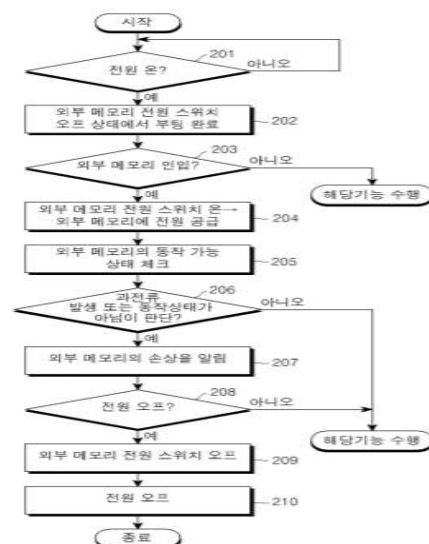 시작
201
전원 온?
아니오
예
외부 메모리 전원 스위치
오프 상태에서 부팅 완료
202
203
외부 메모리 인입?
아니오
예
해당기능 수행
외부 메모리 전원 스위치 온→
외부 메모리에 전원 공급
204
외부 메모리의 동작 가능
상태 체크
205
206
과전류
발생 또는 동작상태가
아님이 판단?
아니오
예
외부 메모리의 손상을 알림
207
208
전원 오프?
아니오
예
해당기능 수행
외부 메모리 전원 스위치 오프
209
전원 오프
210
종료